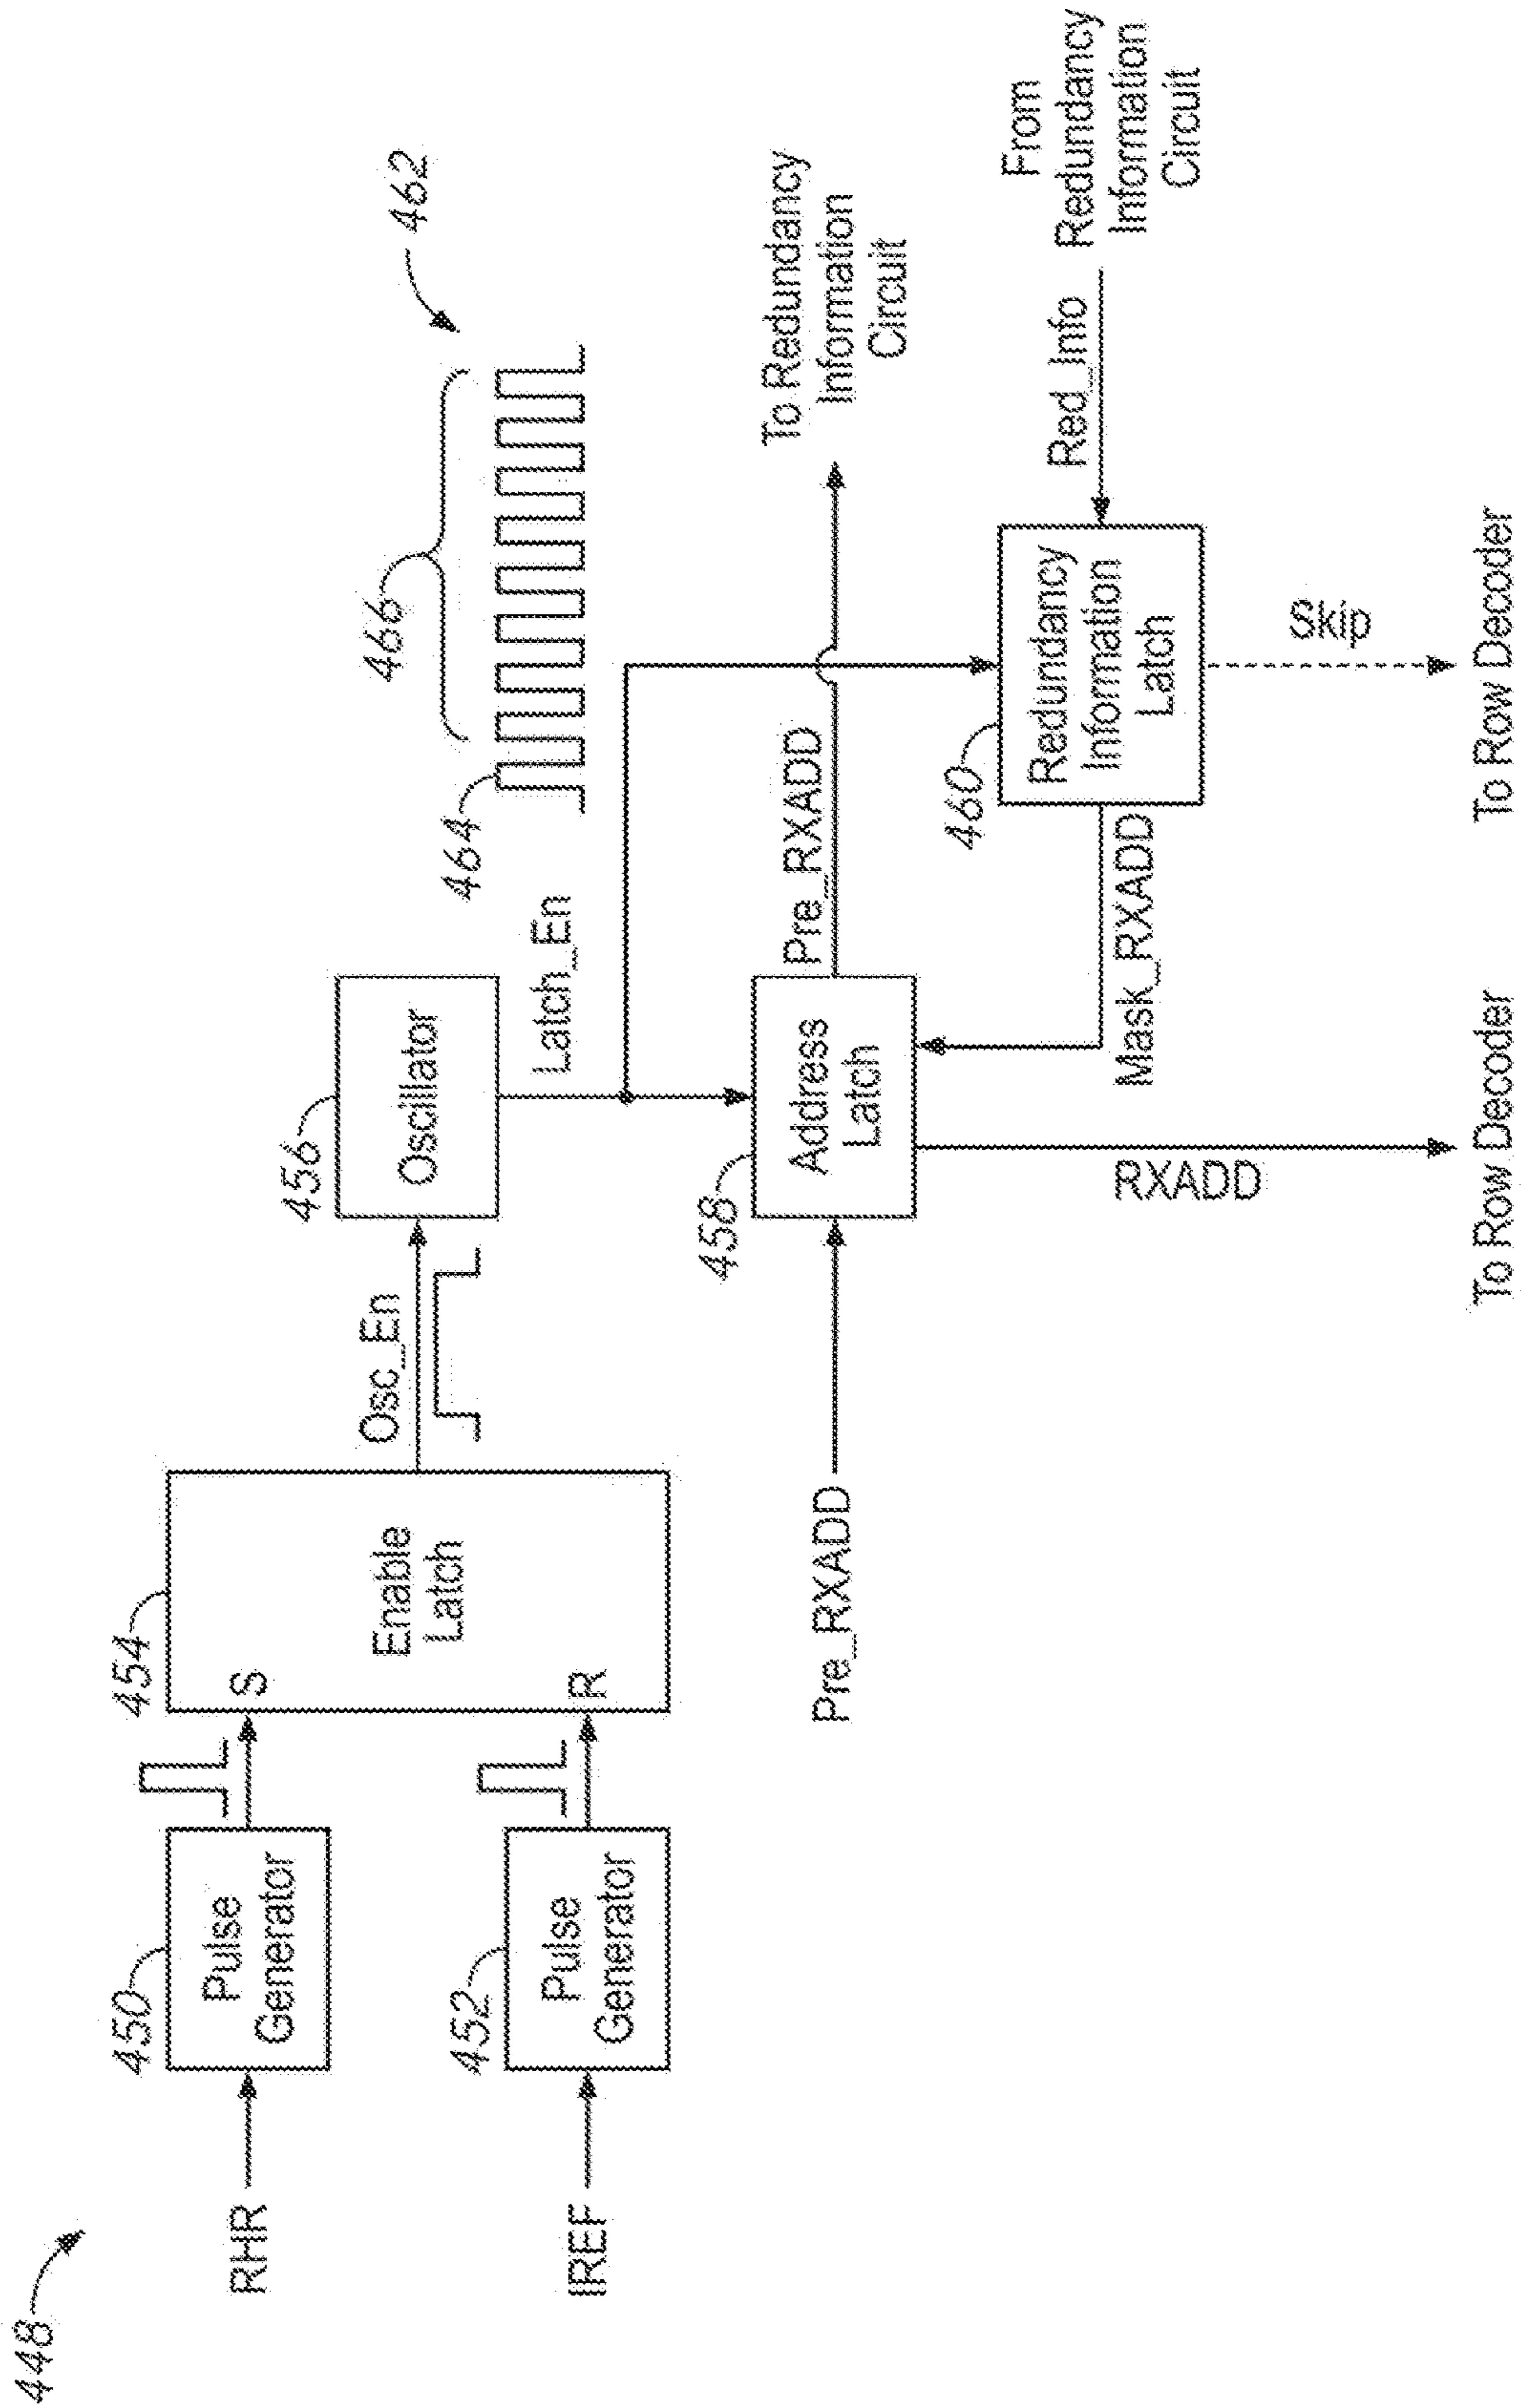 448
RHR
450
Pulse
Generator
IREF
452
Pulse
Generator
454
S
R
Enable
Latch
Osc_En
456
Oscillator
Latch_En
462
464
466
Pre_RXADD
458
Address
Latch
Pre_RXADD
To Redundancy
Information
Circuit
RXADD
To Row Decoder
Mask_RXADD
460
Redundancy
Information
Latch
Red_Info
From
Redundancy
Information
Circuit
Skip
To Row Decoder